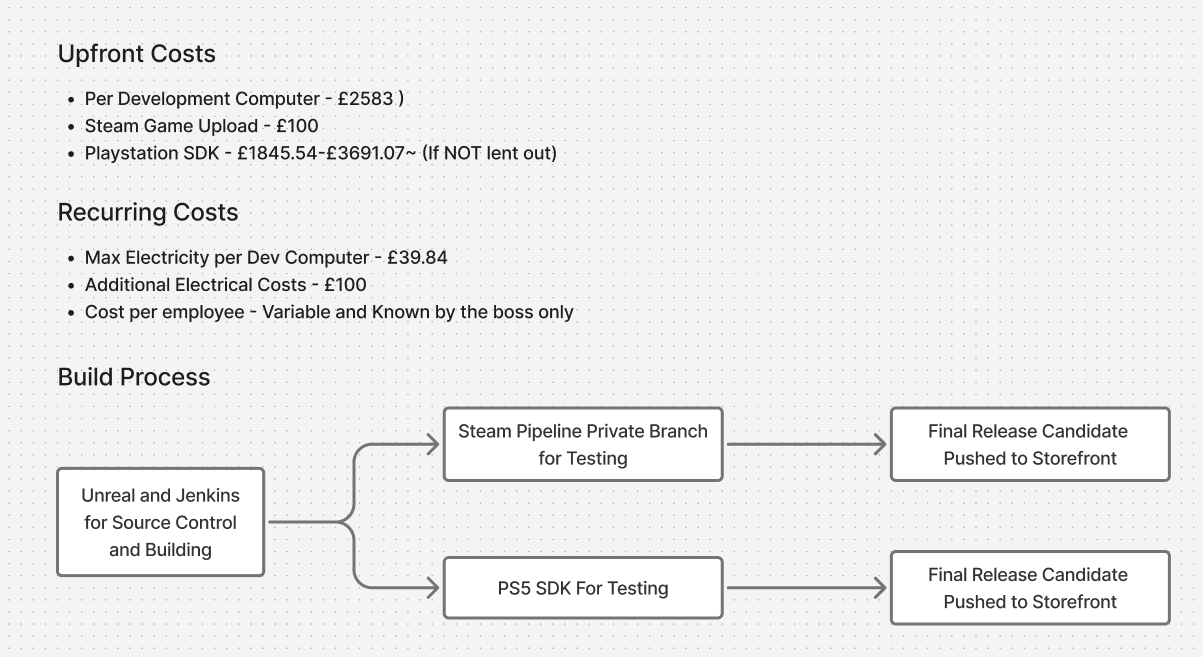 Upfront Costs
• Per Development Computer - £2583 )
• Steam Game Upload - £100
• Playstation SDK - £1845.54-£3691.07~ (If NOT lent out)
Recurring Costs
• Max Electricity per Dev Computer - £39.84
• Additional Electrical Costs - £100
• Cost per employee - Variable and Known by the boss only
Build Process
Unreal and Jenkins
for Source Control
and Building
Steam Pipeline Private Branch
for Testing
Final Release Candidate
Pushed to Storefront
PS5 SDK For Testing
Final Release Candidate
Pushed to Storefront